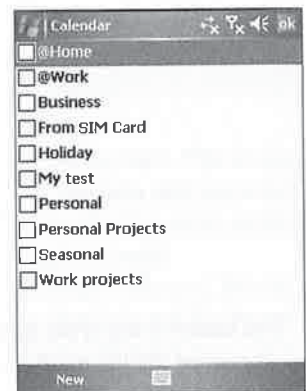 Calendar ok
@Home
@Work
Business
From SIM Card
Holiday
My test
Personal
Personal Projects
Seasonal
Work projects
New